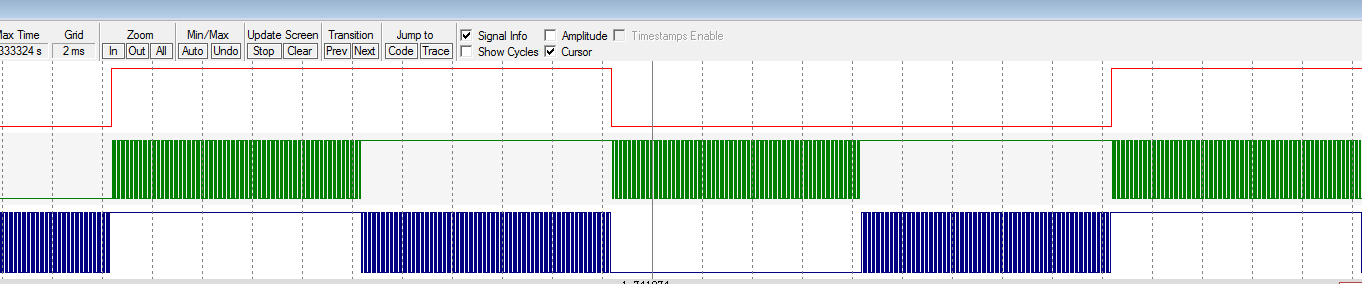 Max Time Grid Zoom Min/Max Update Screen Transition Jump to Signal Info Amplitude Timestamps Enable
333324 s 2 ms In Out All Auto Undo Stop Clear Prev Next Code Trace Show Cycles Cursor